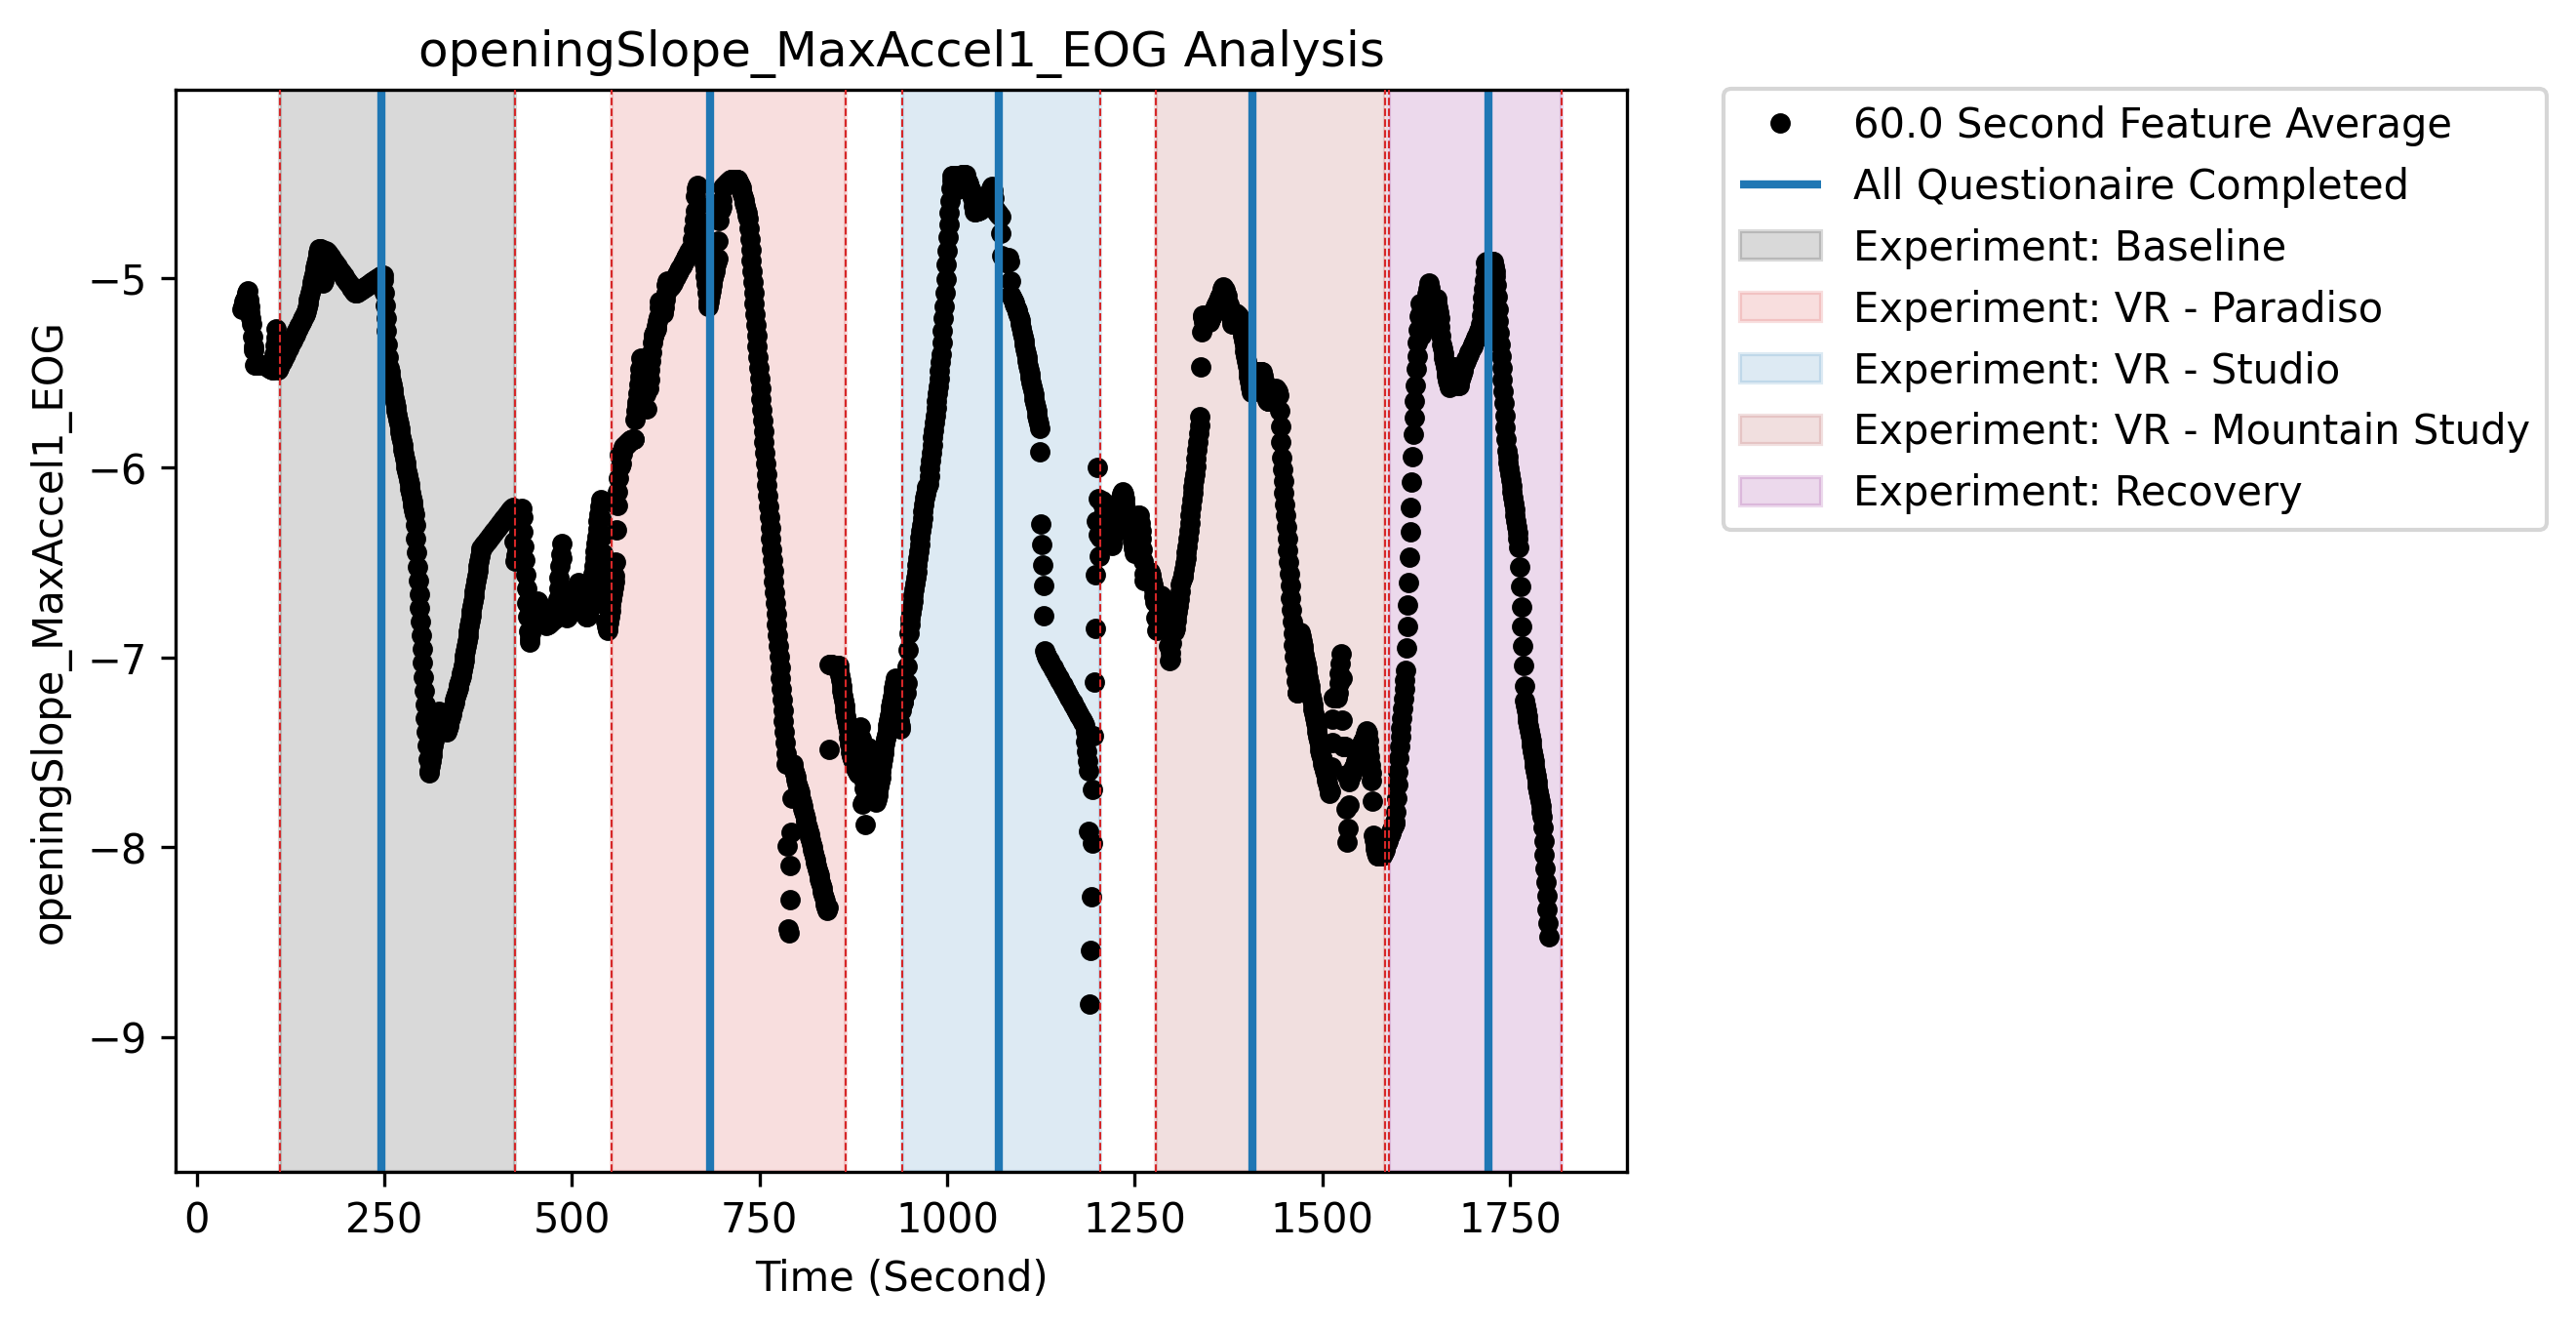 openingSlope_MaxAccel1_EOG Analysis
openingSlope_MaxAccel1_EOG
−5
−6
−7
−8
−9
0 250 500 750 1000 1250 1500 1750
Time (Second)
60.0 Second Feature Average
All Questionaire Completed
Experiment: Baseline
Experiment: VR - Paradiso
Experiment: VR - Studio
Experiment: VR - Mountain Study
Experiment: Recovery